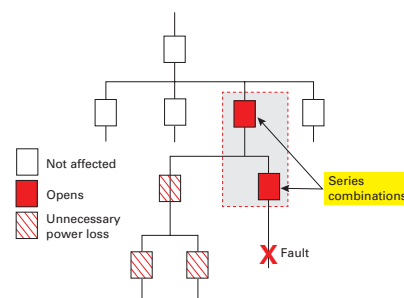 Not affected
Opens
Unnecessary
power loss
Series
combinations
Fault